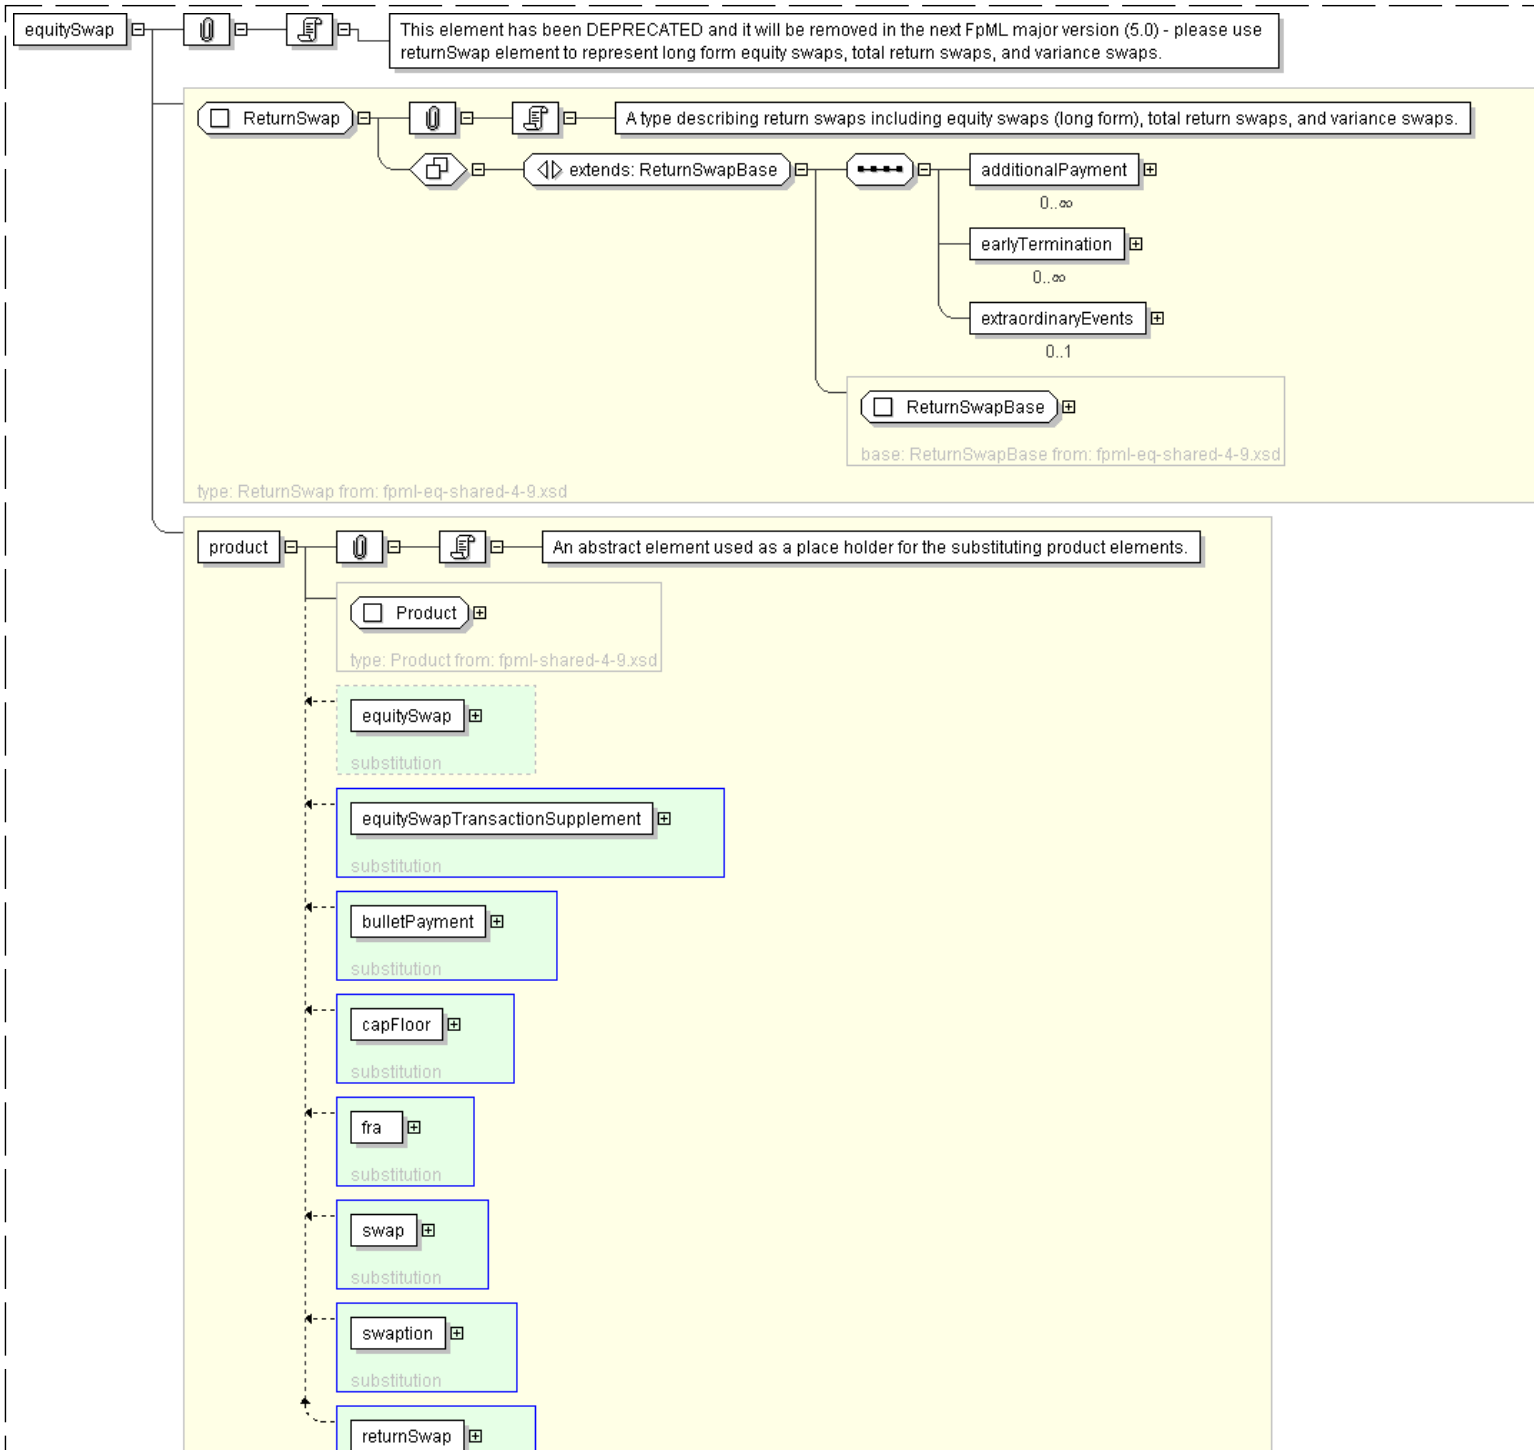 equitySwap
This element has been DEPRECATED and it will be removed in the next FpML major version (5.0) - please use
returnSwap element to represent long form equity swaps, total return swaps, and variance swaps.
ReturnSwap
A type describing return swaps including equity swaps (long form), total return swaps, and variance swaps.
extends: ReturnSwapBase
additionalPayment
0..∞
earlyTermination
0..∞
extraordinaryEvents
0..1
ReturnSwapBase
base: ReturnSwapBase from: fpml-eq-shared-4-9.xsd
type: ReturnSwap from: fpml-eq-shared-4-9.xsd
product
An abstract element used as a place holder for the substituting product elements.
Product
type: Product from: fpml-shared-4-9.xsd
equitySwap
substitution
equitySwapTransactionSupplement
substitution
bulletPayment
substitution
capFloor
substitution
fra
substitution
swap
substitution
swaption
substitution
returnSwap